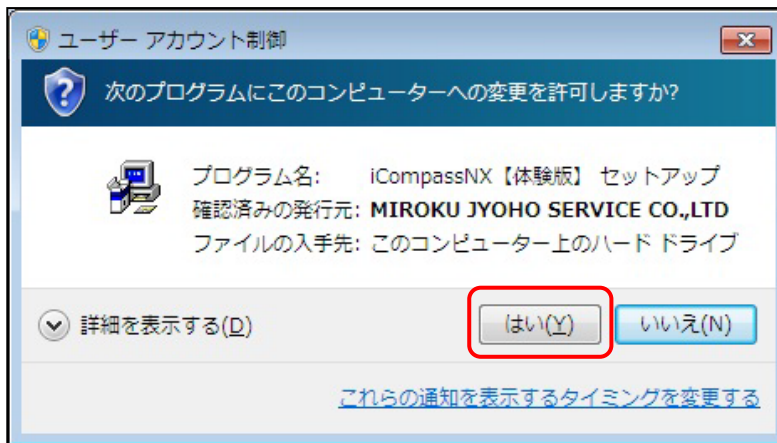 ユーザー アカウント制御
次のプログラムにこのコンピューターへの変更を許可しますか?
プログラム名: iCompassNX【体験版】 セットアップ
確認済みの発行元: MIROKU JYOHO SERVICE CO.,LTD
ファイルの入手先: このコンピューター上のハード ドライブ
詳細を表示する(D) はい(Y) いいえ(N)
これらの通知を表示するタイミングを変更する